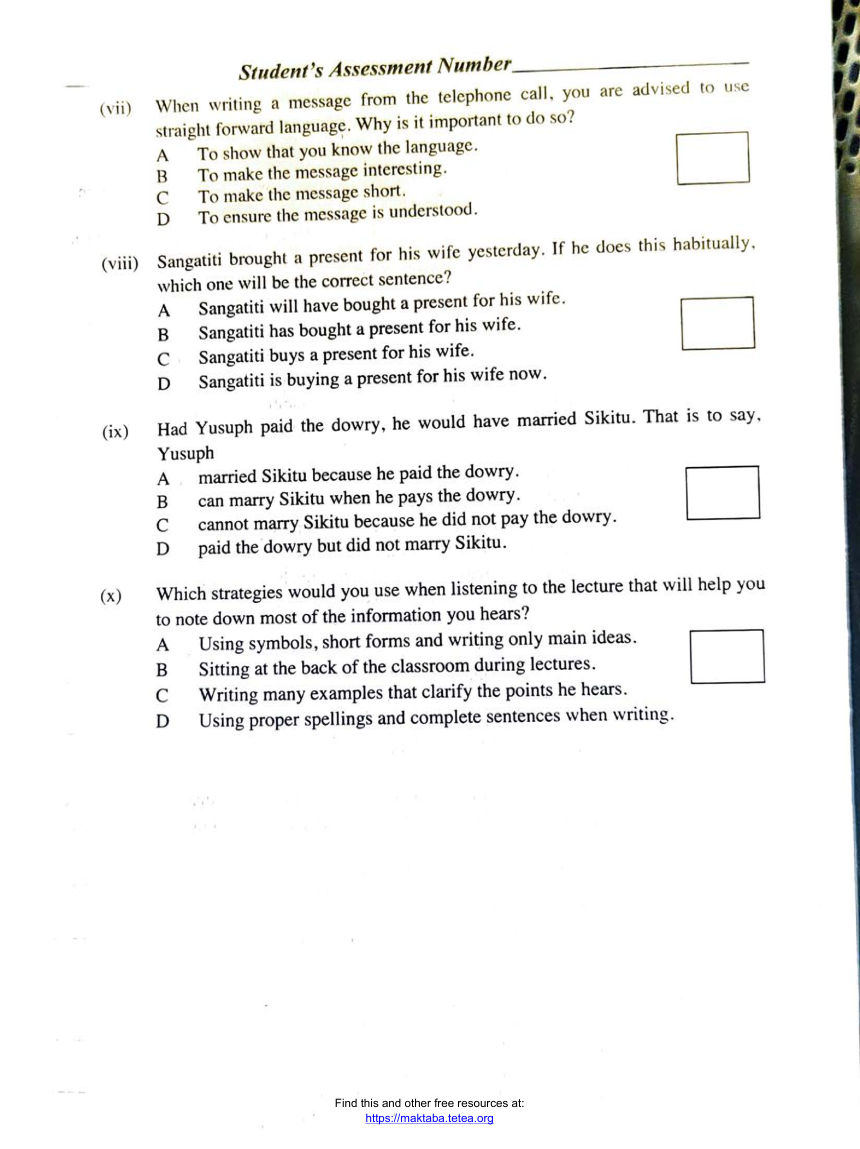 Student's Assessment Number
(vii) When writing a message from the telephone call, you are advised to use
straight forward language. Why is it important to do so?
A To show that you know the language.
B To make the message interesting.
C To make the message short.
D To ensure the message is understood.
(viii) Sangatiti brought a present for his wife yesterday. If he does this habitually,
which one will be the correct sentence?
A Sangatiti will have bought a present for his wife.
B Sangatiti has bought a present for his wife.
C Sangatiti buys a present for his wife.
D Sangatiti is buying a present for his wife now.
(ix) Had Yusuph paid the dowry, he would have married Sikitu. That is to say,
Yusuph
A married Sikitu because he paid the dowry.
B can marry Sikitu when he pays the dowry.
C cannot marry Sikitu because he did not pay the dowry.
D paid the dowry but did not marry Sikitu.
(x) Which strategies would you use when listening to the lecture that will help you
to note down most of the information you hears?
A Using symbols, short forms and writing only main ideas.
B Sitting at the back of the classroom during lectures.
C Writing many examples that clarify the points he hears.
D Using proper spellings and complete sentences when writing.
Find this and other free resources at:
https://maktaba.tetea.org